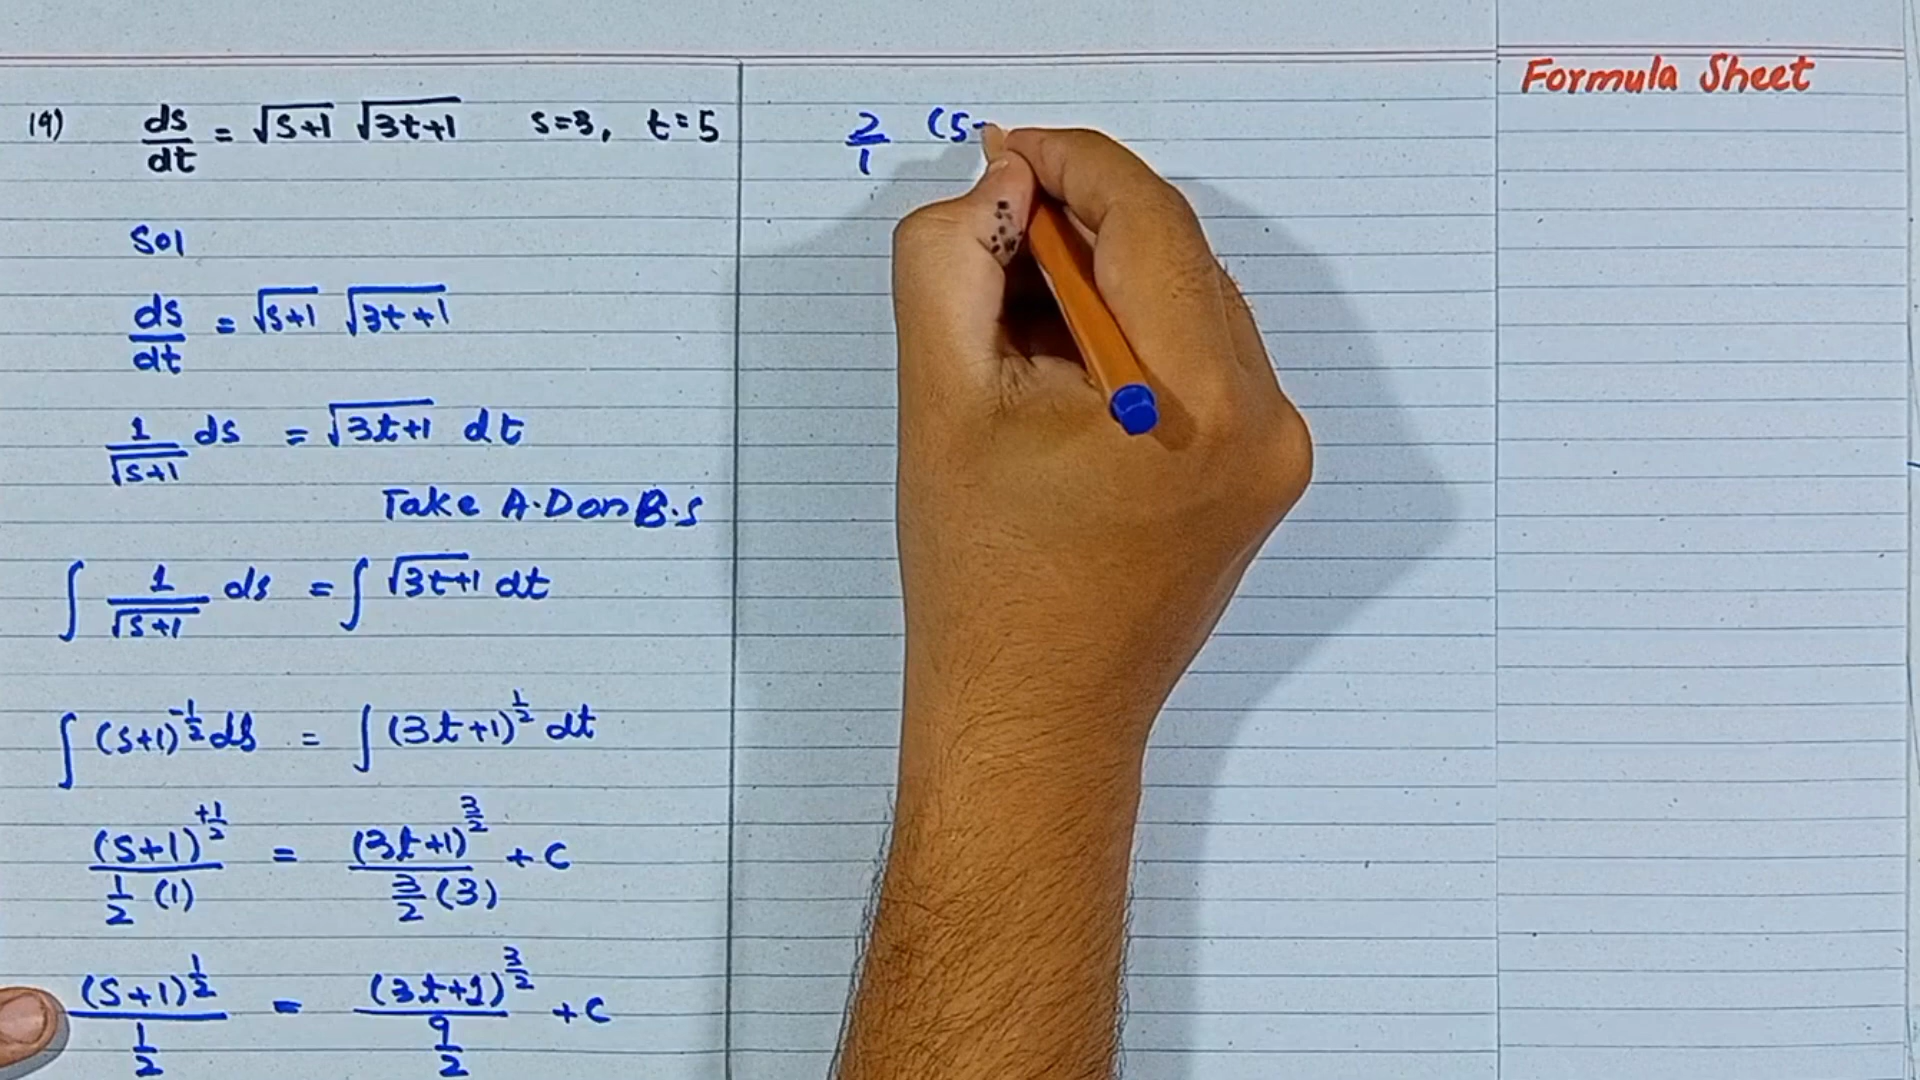 19) ds/dt = √s+1 √3t+1 s=3, t=5
Sol
ds/dt = √s+1 √3t+1
1/√s+1 ds = √3t+1 dt
Take A.D on B.S
∫ 1/√s+1 ds = ∫ √3t+1 dt
∫ (s+1)^-1/2 ds = ∫ (3t+1)^1/2 dt
(s+1)^+1/2 / 1/2 (1) = (3t+1)^3/2 / 3/2 (3) + c
(s+1)^1/2 / 1/2 = (3t+1)^3/2 / 9/2 + c
2/1 (s
Formula Sheet